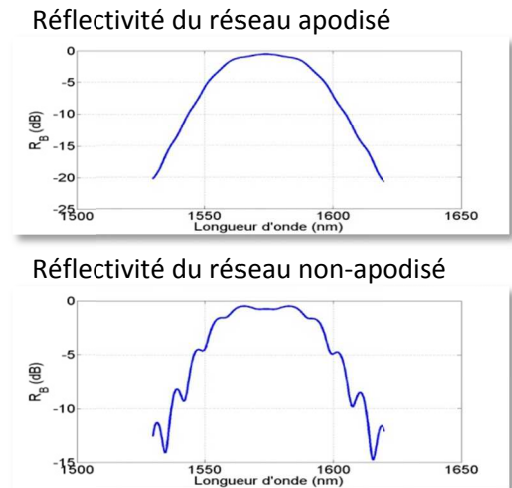 Réflectivité du réseau apodisé
0
-5
-10
-15
-20
-25
R_B (dB)
1500 1550 1600 1650
Longueur d'onde (nm)
Réflectivité du réseau non-apodisé
0
-5
-10
-15
R_B (dB)
1500 1550 1600 1650
Longueur d'onde (nm)